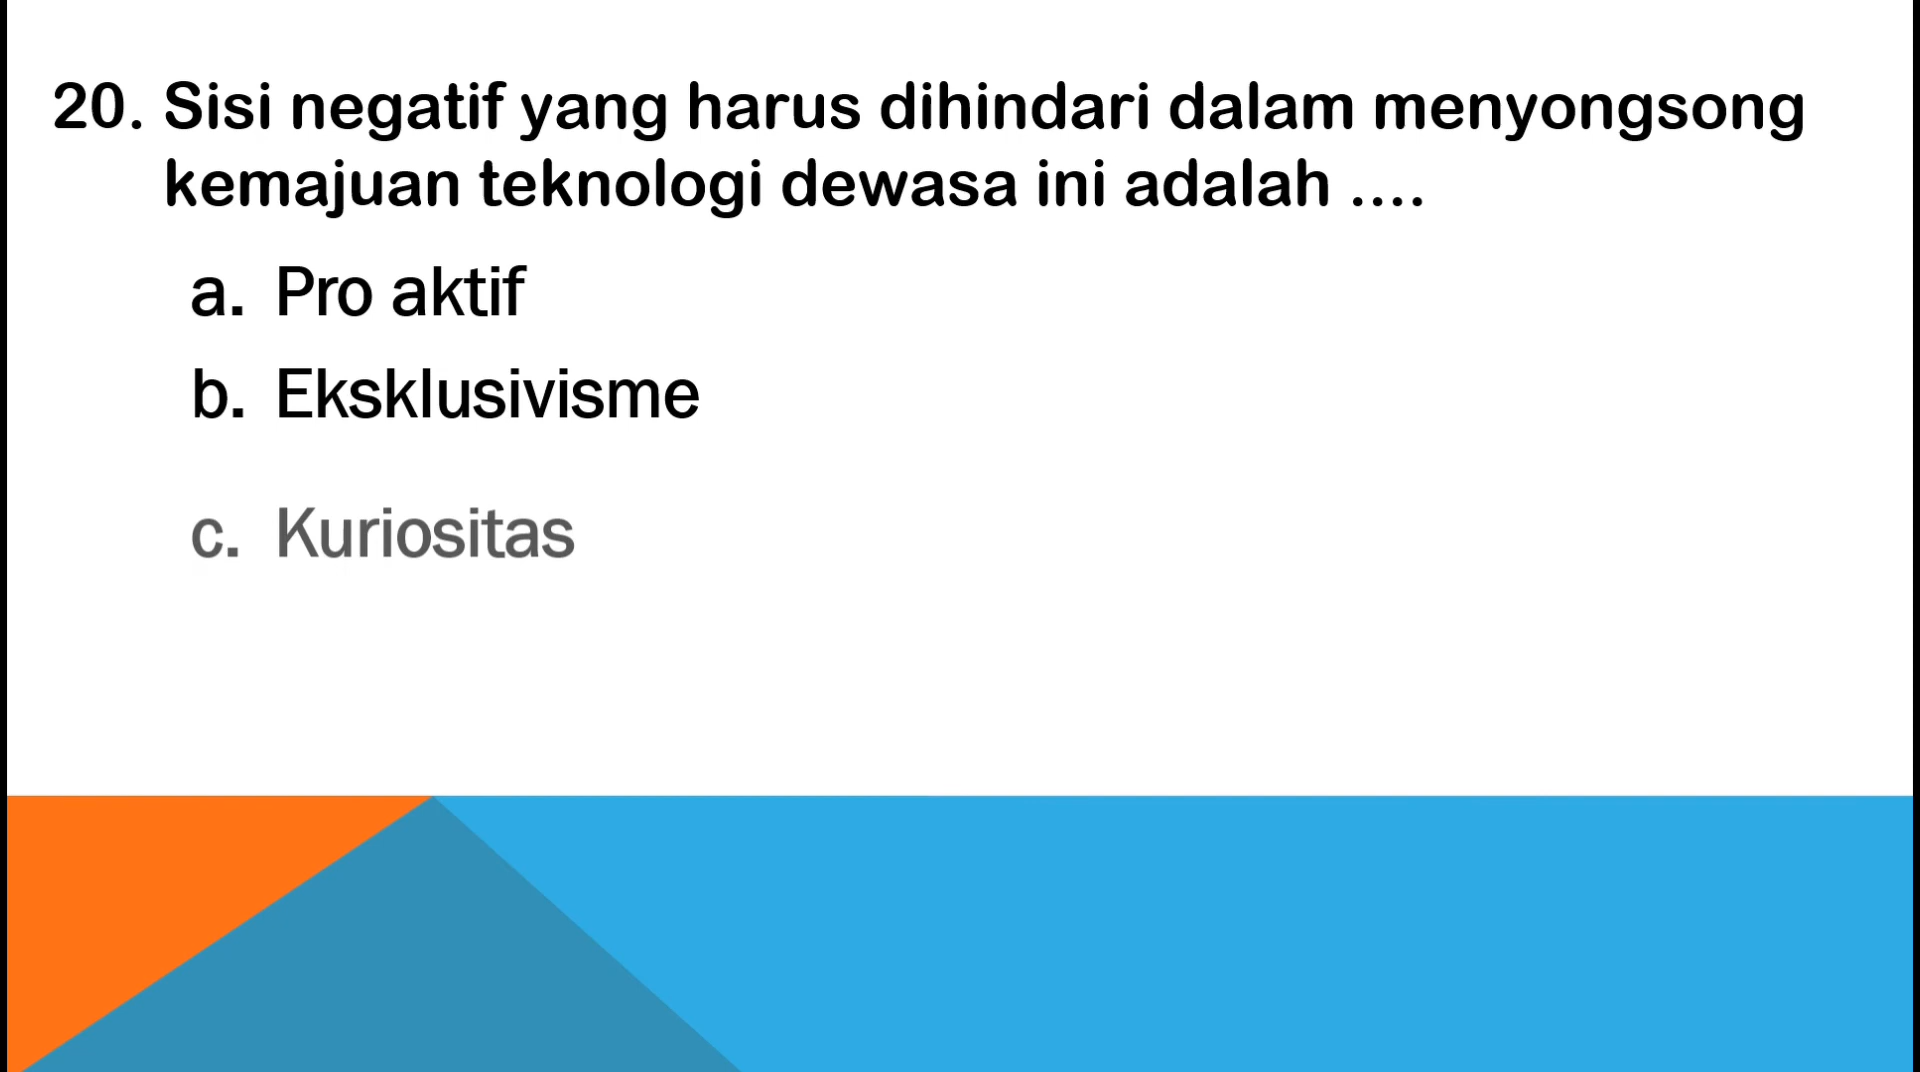 20. Sisi negatif yang harus dihindari dalam menyongsong
kemajuan teknologi dewasa ini adalah ....
a. Pro aktif
b. Eksklusivisme
c. Kuriositas